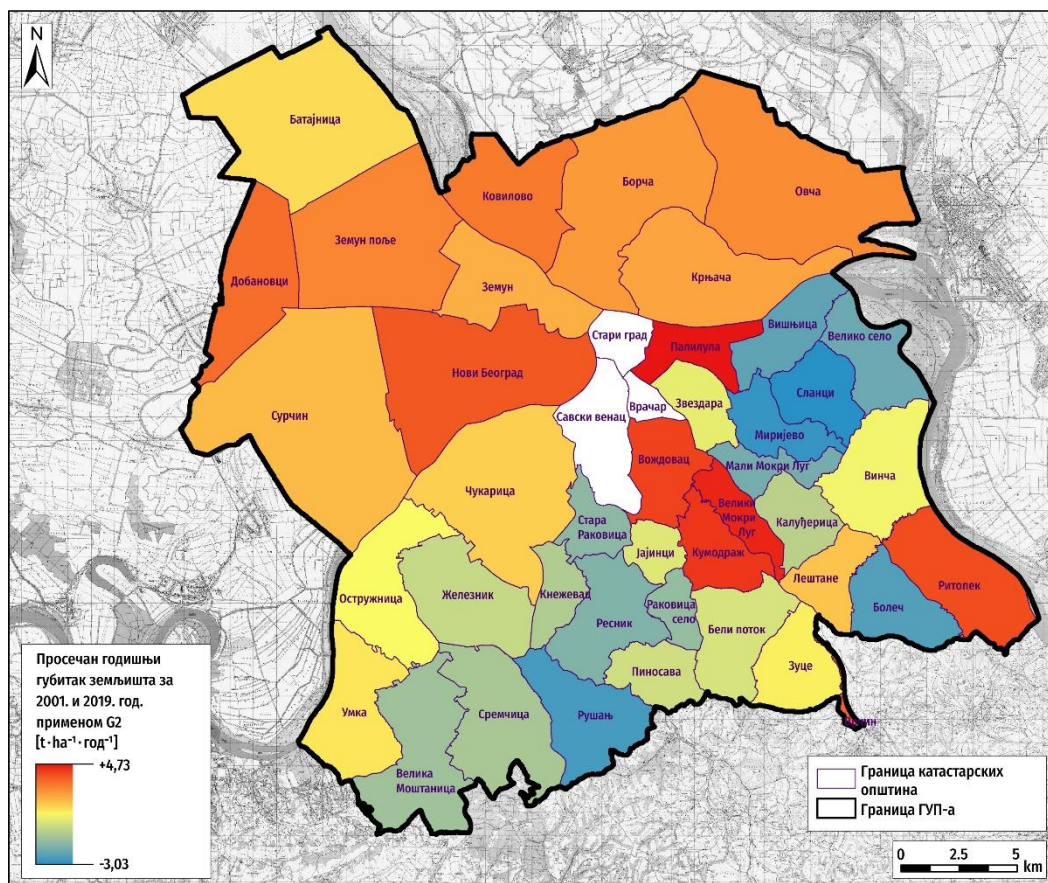 N
Батајница
Ковилово
Борча
Овча
Земун поље
Добановци
Земун
Крњача
Вишњица
Велико село
Стари град
Палилула
Нови Београд
Сланци
Сурчин
Савски венац
Врачар
Звездара
Миријево
Вождовац
Мали Мокри Луг
Винча
Чукарица
Велики
Мокри
Луг
Калуђерица
Стара
Раковица
Јајинци
Кумодраж
Лештане
Ритопек
Остружница
Железник
Кнежевац
Ресник
Раковица
село
Бели поток
Болеч
Зуце
Пиносава
Умка
Сремчица
Рушањ
Велика
Моштаница
Просечан годишњи
губитак земљишта за
2001. и 2019. год.
применом G2
[t·ha⁻¹·год⁻¹]
+4,73
-3,03
Граница катастарских
општина
Граница ГУП-а
0 2.5 5
km